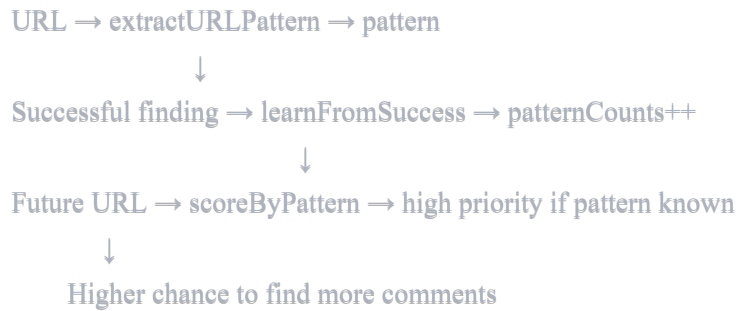 URL → extractURLPattern → pattern
↓
Successful finding → learnFromSuccess → patternCounts++
↓
Future URL → scoreByPattern → high priority if pattern known
↓
Higher chance to find more comments